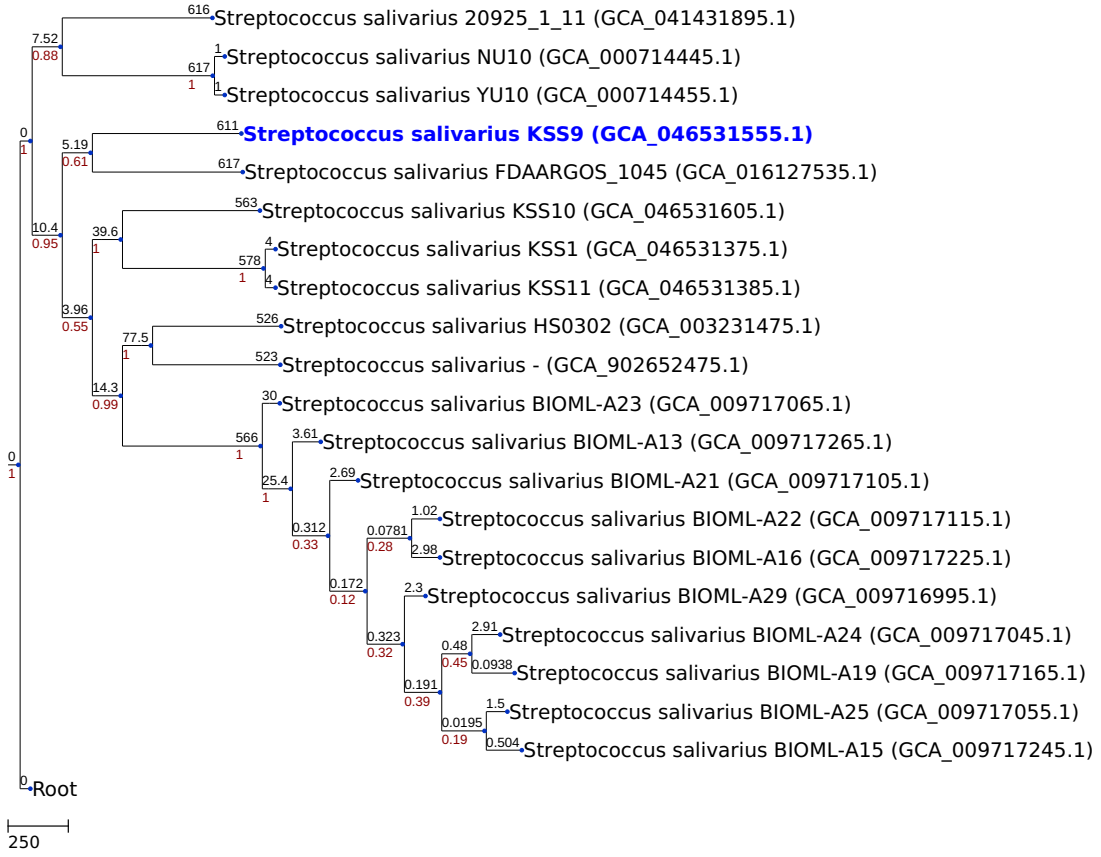 616 Streptococcus salivarius 20925_1_11 (GCA_041431895.1)
7.52
0.88
1 Streptococcus salivarius NU10 (GCA_000714445.1)
617
1
1 Streptococcus salivarius YU10 (GCA_000714455.1)
0
1
611 Streptococcus salivarius KSS9 (GCA_046531555.1)
5.19
0.61
617 Streptococcus salivarius FDAARGOS_1045 (GCA_016127535.1)
563 Streptococcus salivarius KSS10 (GCA_046531605.1)
10.4
0.95
39.6
1
4 Streptococcus salivarius KSS1 (GCA_046531375.1)
578
1
4 Streptococcus salivarius KSS11 (GCA_046531385.1)
3.96
0.55
526 Streptococcus salivarius HS0302 (GCA_003231475.1)
77.5
1
523 Streptococcus salivarius - (GCA_902652475.1)
14.3
0.99
30 Streptococcus salivarius BIOML-A23 (GCA_009717065.1)
566
1
3.61 Streptococcus salivarius BIOML-A13 (GCA_009717265.1)
0
1
25.4
1
2.69 Streptococcus salivarius BIOML-A21 (GCA_009717105.1)
0.312
0.33
1.02 Streptococcus salivarius BIOML-A22 (GCA_009717115.1)
0.0781
0.28
2.98 Streptococcus salivarius BIOML-A16 (GCA_009717225.1)
0.172
0.12
2.3 Streptococcus salivarius BIOML-A29 (GCA_009716995.1)
0.323
0.32
2.91 Streptococcus salivarius BIOML-A24 (GCA_009717045.1)
0.48
0.45
0.0938 Streptococcus salivarius BIOML-A19 (GCA_009717165.1)
0.191
0.39
1.5 Streptococcus salivarius BIOML-A25 (GCA_009717055.1)
0.0195
0.19
0.504 Streptococcus salivarius BIOML-A15 (GCA_009717245.1)
0 Root
250